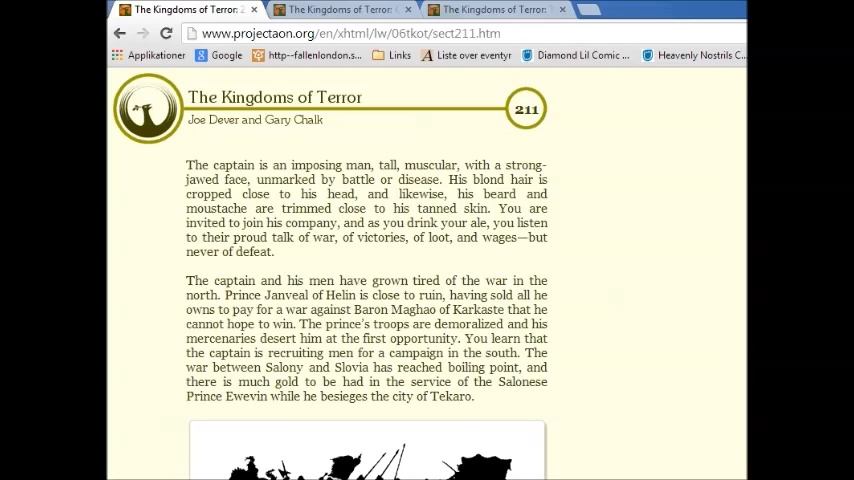 The Kingdoms of Terror: 2
The Kingdoms of Terror:
The Kingdoms of Terror:
www.projectaon.org/en/xhtml/lw/06tkot/sect211.htm
Applikationer
Google
http--fallenlondon.s...
Links
Liste over eventyr
Diamond Lil Comic ...
Heavenly Nostrils C...
The Kingdoms of Terror
211
Joe Dever and Gary Chalk
The captain is an imposing man, tall, muscular, with a strong-
jawed face, unmarked by battle or disease. His blond hair is
cropped close to his head, and likewise, his beard and
moustache are trimmed close to his tanned skin. You are
invited to join his company, and as you drink your ale, you listen
to their proud talk of war, of victories, of loot, and wages—but
never of defeat.
The captain and his men have grown tired of the war in the
north. Prince Janveal of Helin is close to ruin, having sold all he
owns to pay for a war against Baron Maghao of Karkaste that he
cannot hope to win. The prince's troops are demoralized and his
mercenaries desert him at the first opportunity. You learn that
the captain is recruiting men for a campaign in the south. The
war between Salony and Slovia has reached boiling point, and
there is much gold to be had in the service of the Salonese
Prince Ewevin while he besieges the city of Tekaro.